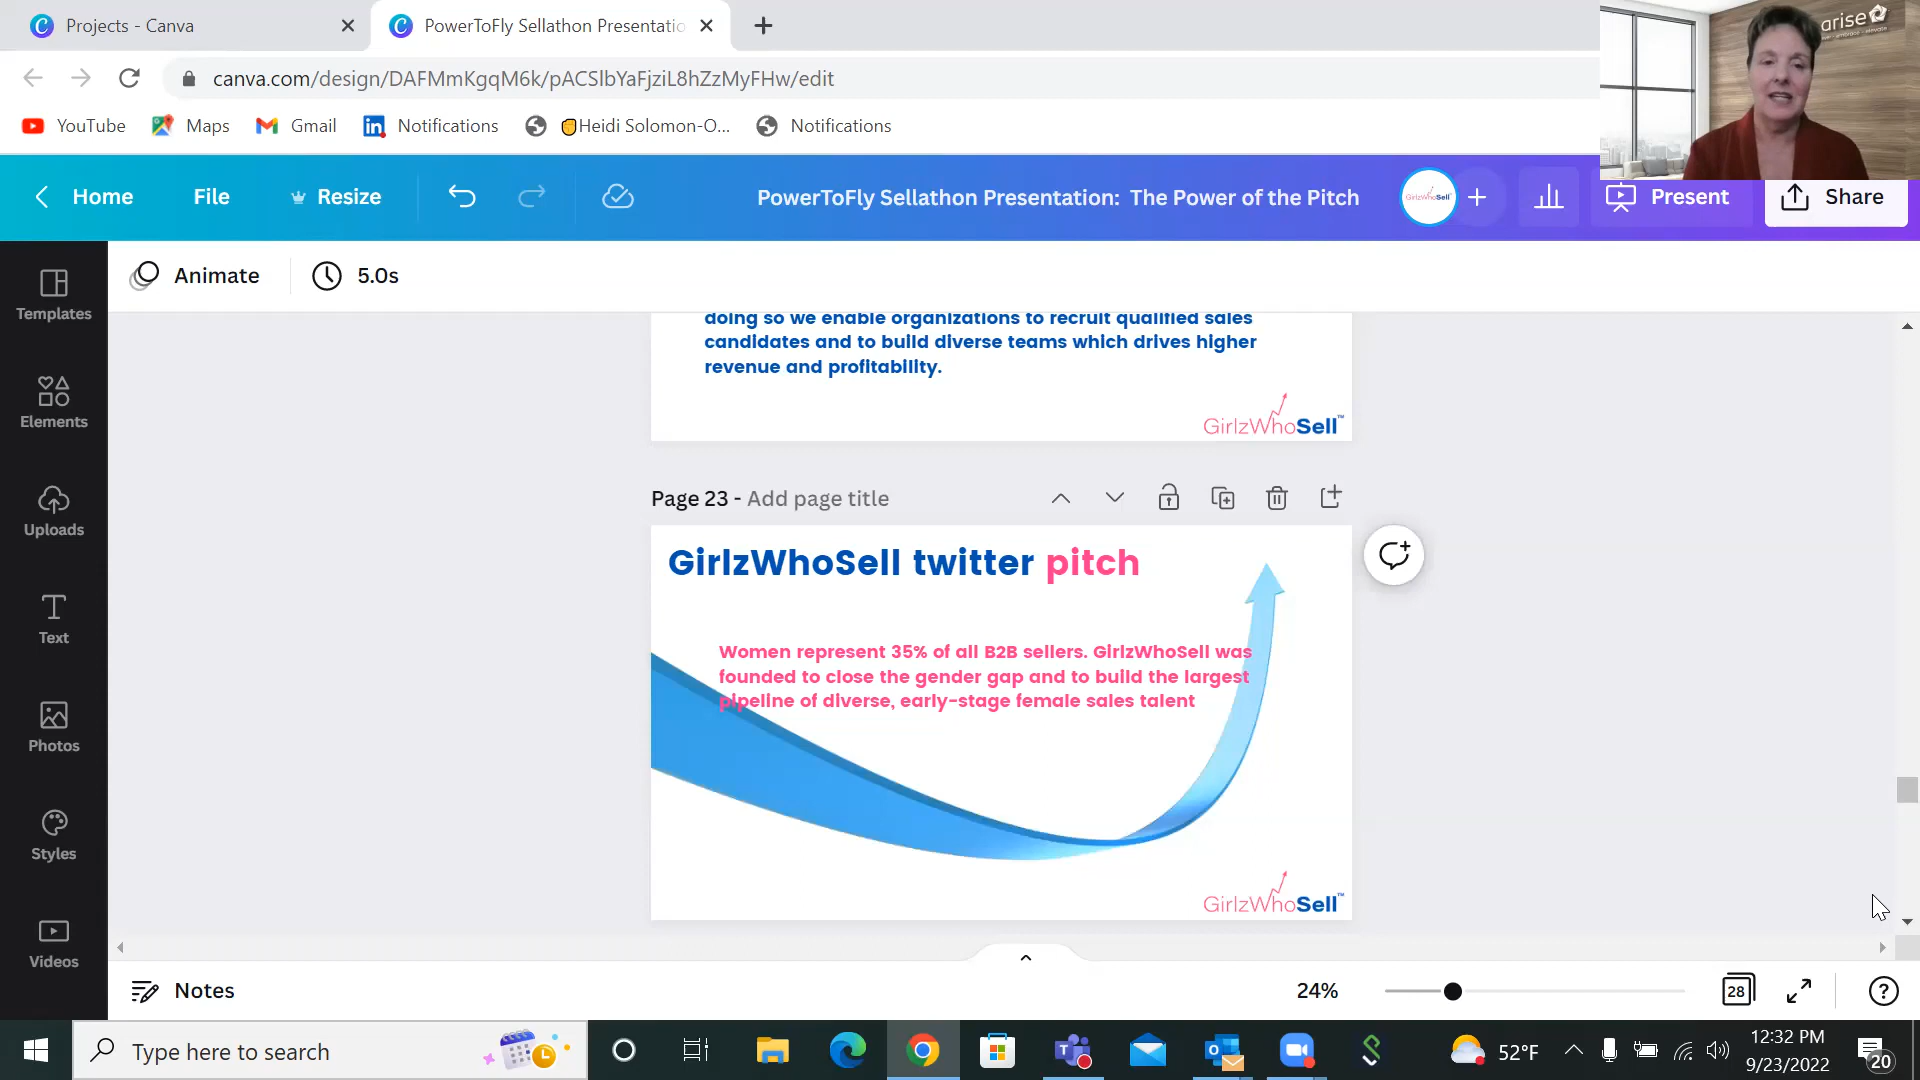 Projects - Canva
PowerToFly Sellathon Presentatio
canva.com/design/DAFMmKgqM6k/pACSlbYaFjziL8hZzMyFHw/edit
YouTube
Maps
Gmail
Notifications
Heidi Solomon-O...
Notifications
arise
Home
File
Resize
PowerToFly Sellathon Presentation: The Power of the Pitch
GirlzWhoSell
Present
Share
Animate
5.0s
Templates
Elements
Uploads
Text
Photos
Styles
Videos
doing so we enable organizations to recruit qualified sales
candidates and to build diverse teams which drives higher
revenue and profitability.
GirlzWhoSell™
Page 23 - Add page title
GirlzWhoSell twitter pitch
Women represent 35% of all B2B sellers. GirlzWhoSell was
founded to close the gender gap and to build the largest
pipeline of diverse, early-stage female sales talent
GirlzWhoSell™
Notes
24%
28
Type here to search
52°F
12:32 PM
9/23/2022
20